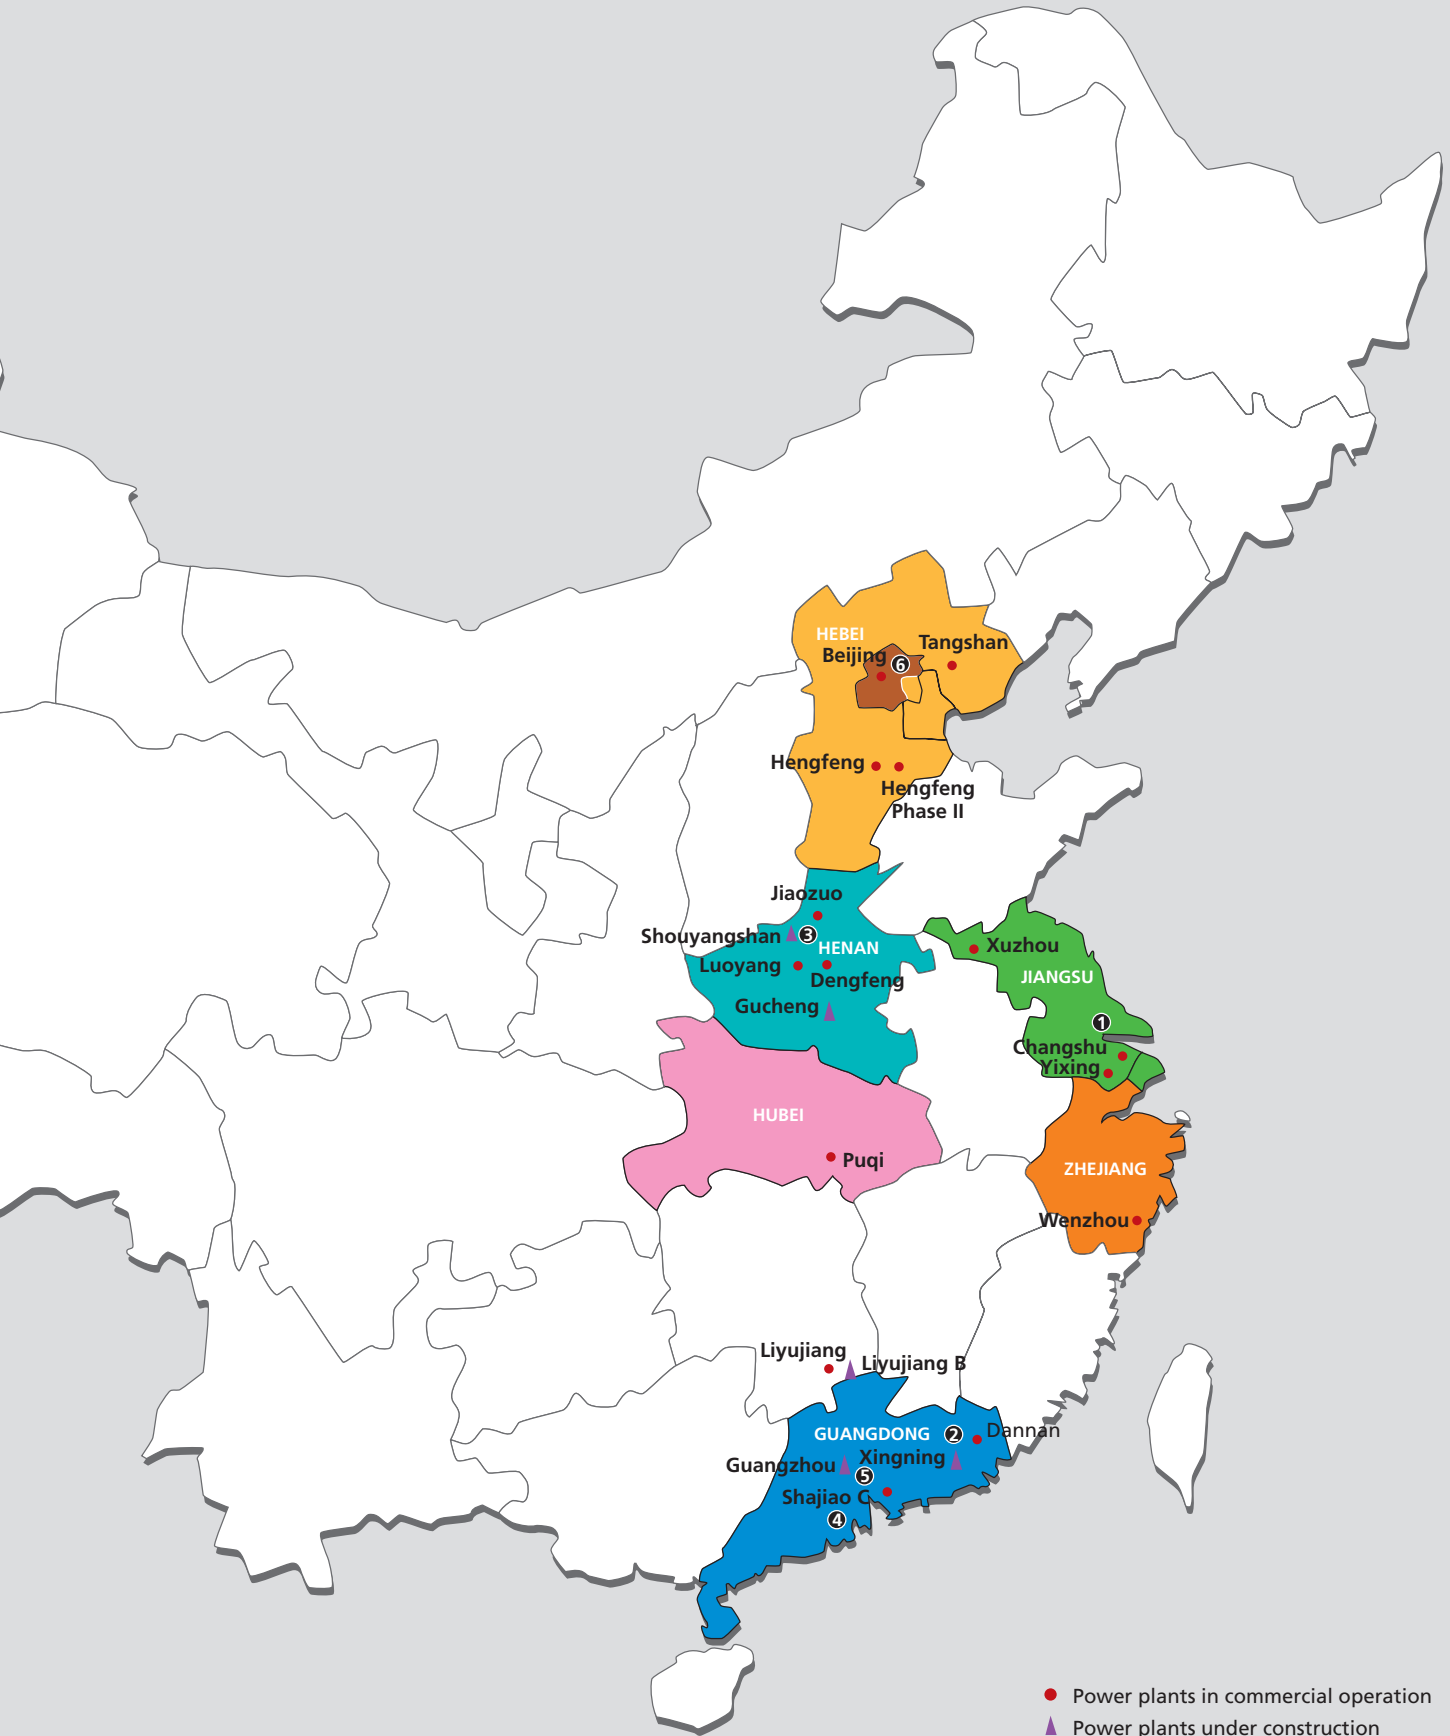 HEBEI
Tangshan
Beijing
6
Hengfeng
Hengfeng
Phase II
Jiaozuo
Shouyangshan
3
HENAN
Xuzhou
Luoyang
Dengfeng
JIANGSU
Gucheng
1
Changshu
Yixing
HUBEI
Puqi
ZHEJIANG
Wenzhou
Liyujiang
Liyujiang B
GUANGDONG
2
Dannan
Xingning
Guangzhou
5
Shajiao C
4
Power plants in commercial operation
Power plants under construction